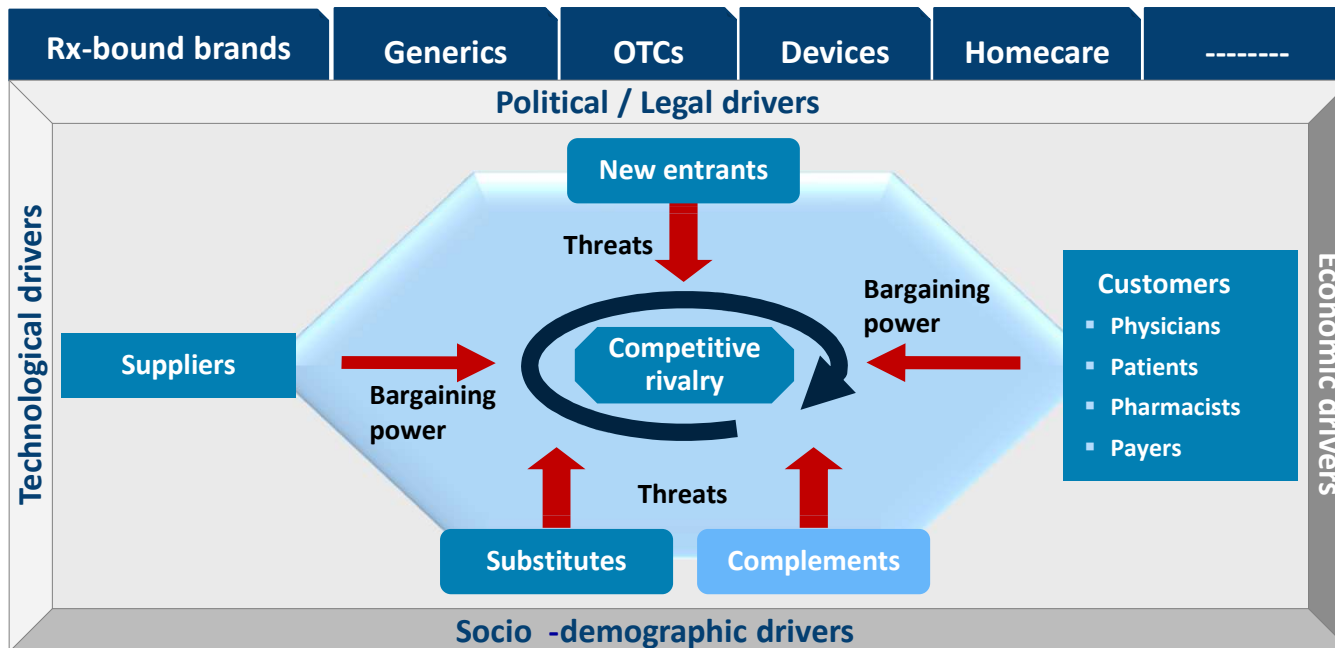 Rx-bound brands
Generics
OTCs
Devices
Homecare
--------
Political / Legal drivers
Technological drivers
Economic drivers
New entrants
Threats
Bargaining
power
Customers
▪ Physicians
▪ Patients
▪ Pharmacists
▪ Payers
Suppliers
Competitive
rivalry
Bargaining
power
Threats
Substitutes
Complements
Socio -demographic drivers